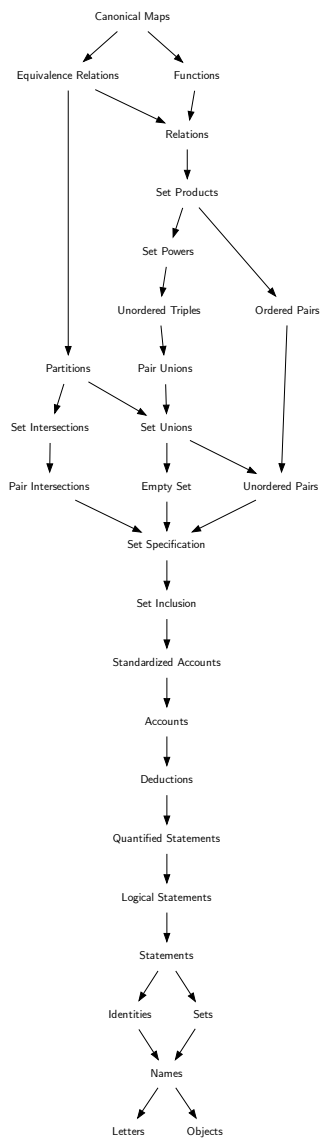 Canonical Maps
Equivalence Relations
Functions
Relations
Set Products
Set Powers
Unordered Triples
Ordered Pairs
Partitions
Pair Unions
Set Intersections
Set Unions
Pair Intersections
Empty Set
Unordered Pairs
Set Specification
Set Inclusion
Standardized Accounts
Accounts
Deductions
Quantified Statements
Logical Statements
Statements
Identities
Sets
Names
Letters
Objects